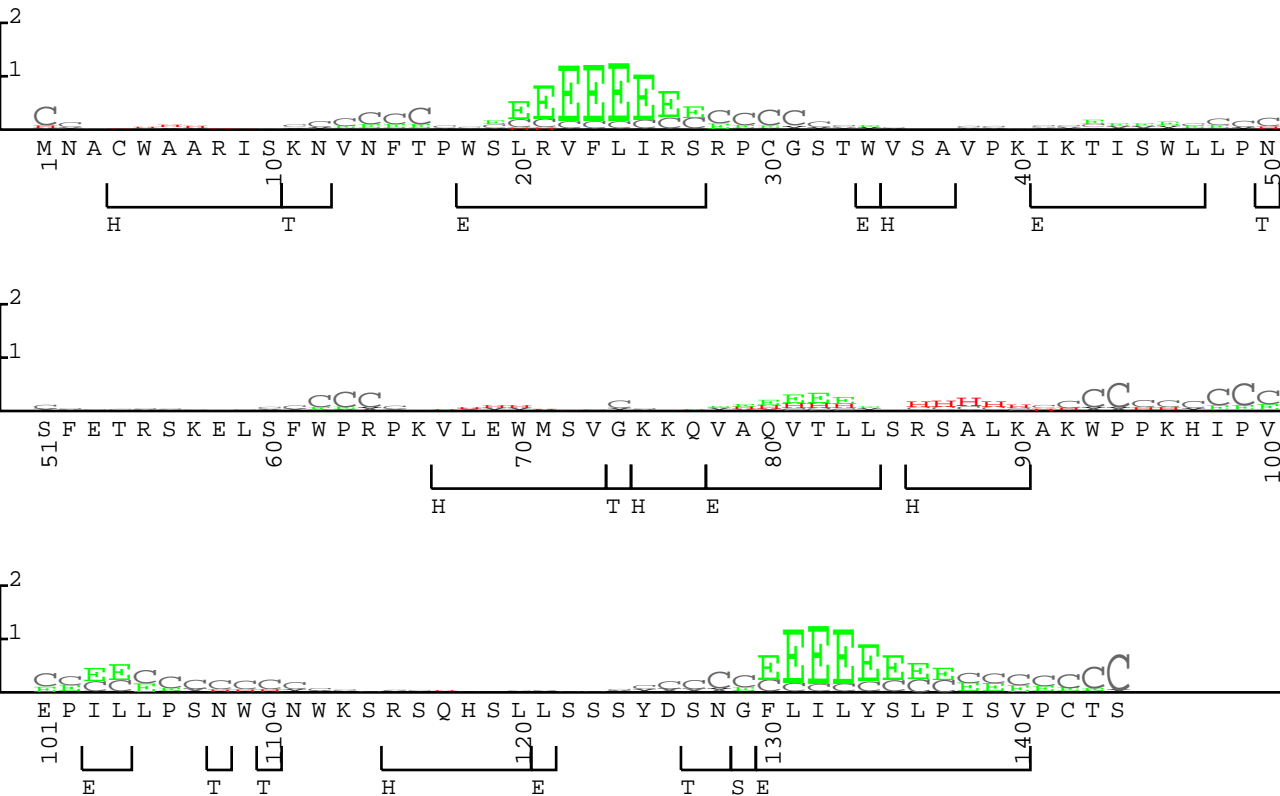 2
1
C C C C C E E E E E E E E C C C C
M N A C W A A R I S K N V N F T P W S L R V F L I R S R P C G S T W V S A V P K I K T I S W L L P N
1 10 20 30 40 50
H T E E H E T
2
1
C C C C E E E H H H H C C C C C
S F E T R S K E L S F W P R P K V L E W M S V G K K Q V A Q V T L L S R S A L K A K W P P K H I P V
51 60 70 80 90 100
H T H E H
2
1
C C E E C C C C C C C C E E E E E E E E C C C C C C C
E P I L L P S N W G N W K S R S Q H S L L S S S Y D S N G F L I L Y S L P I S V P C T S
101 110 120 130 140
E T T H E T S E